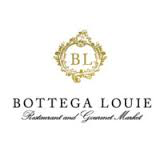 BL
BOTTEGA LOUIE
Restaurant and Gourmet Market